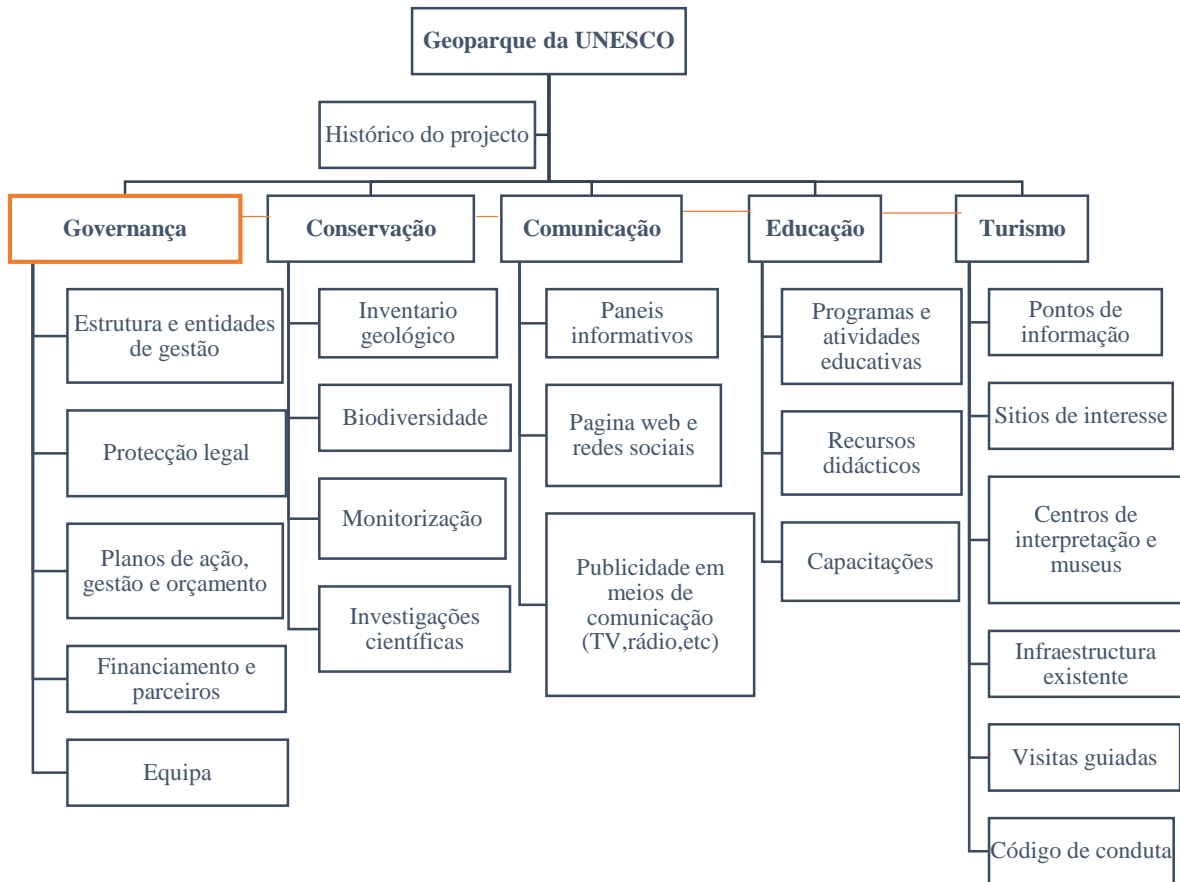 Geoparque da UNESCO
Histórico do projecto
Governança
Conservação
Comunicação
Educação
Turismo
Estrutura e entidades
de gestão
Protecção legal
Planos de ação,
gestão e orçamento
Financiamento e
parceiros
Equipa
Inventario
geológico
Biodiversidade
Monitorização
Investigações
científicas
Paneis
informativos
Pagina web e
redes sociais
Publicidade em
meios de
comunicação
(TV,rádio,etc)
Programas e
atividades
educativas
Recursos
didácticos
Capacitações
Pontos de
informação
Sitios de interesse
Centros de
interpretação e
museus
Infraestructura
existente
Visitas guiadas
Código de conduta